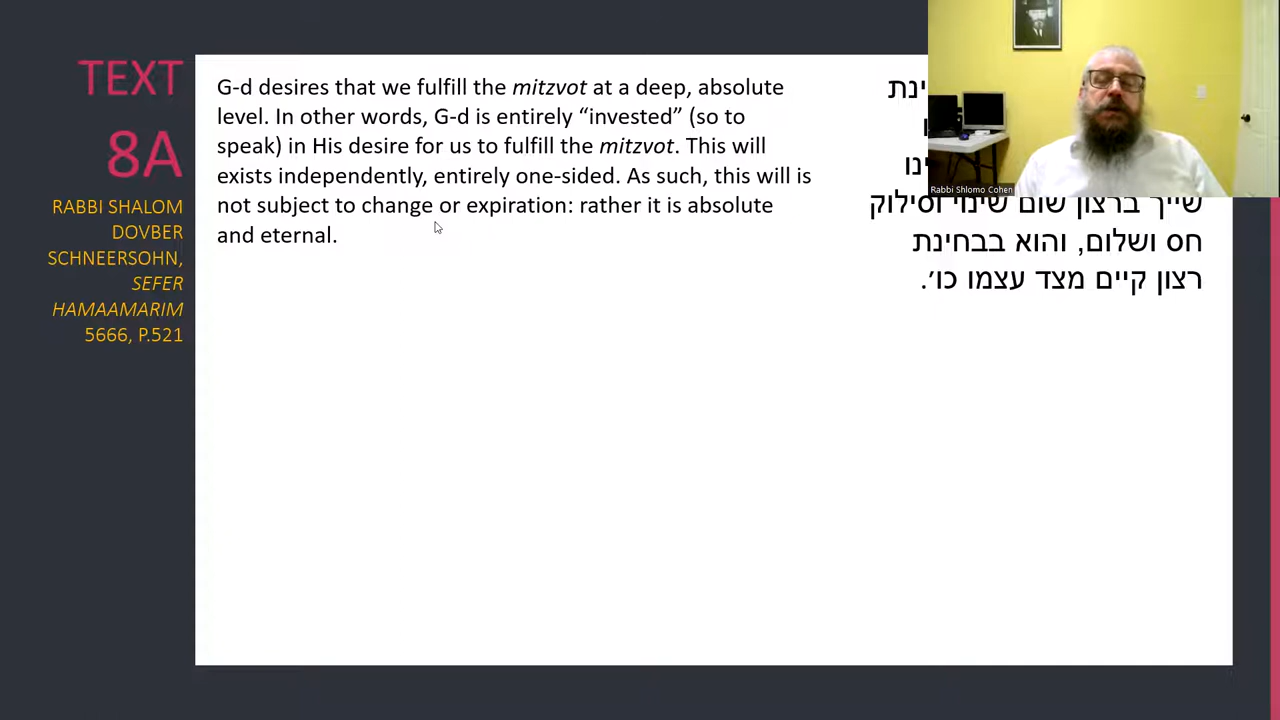 TEXT
8A
RABBI SHALOM
DOVBER
SCHNEERSOHN,
SEFER
HAMAAMARIM
5666, P.521
G-d desires that we fulfill the mitzvot at a deep, absolute
level. In other words, G-d is entirely “invested” (so to
speak) in His desire for us to fulfill the mitzvot. This will
exists independently, entirely one-sided. As such, this will is
not subject to change or expiration: rather it is absolute
and eternal.
שייך ברצון שום שינוי וסילוק
חס ושלום, והוא בבחינת
רצון קיים מצד עצמו כו׳.
Rabbi Shlomo Cohen